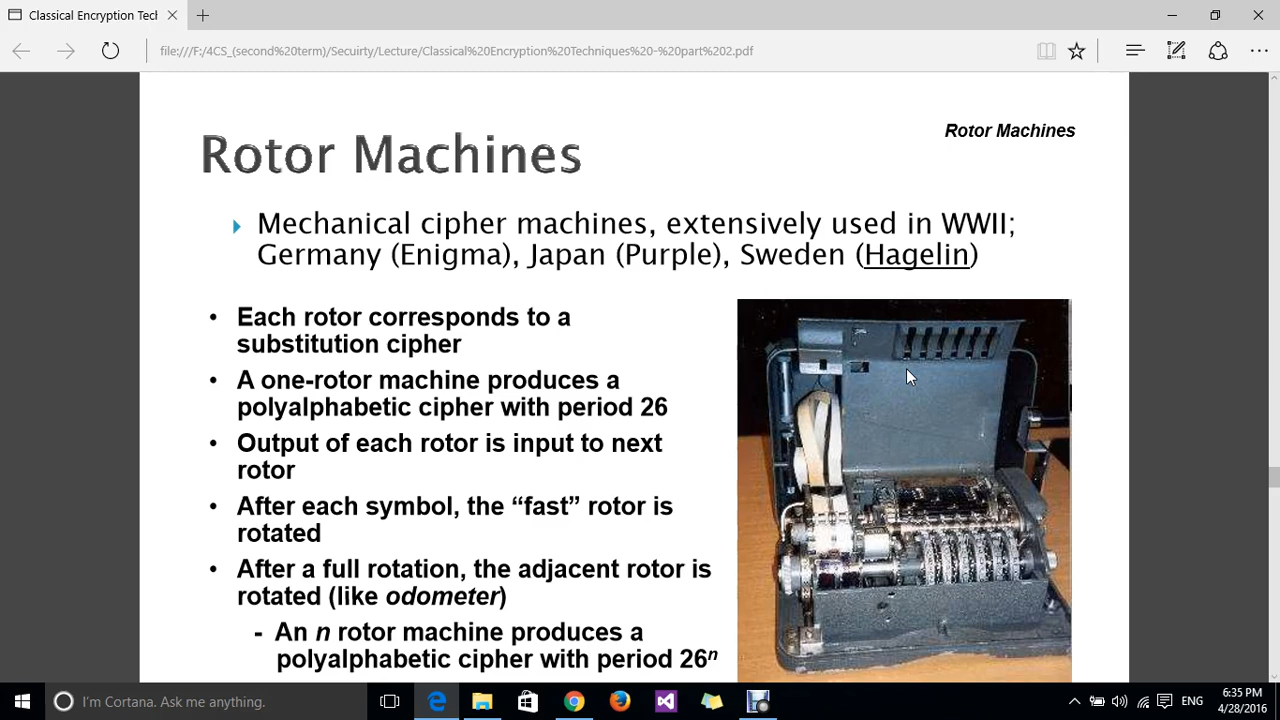 Classical Encryption Tech
file:///F:/4CS_(second%20term)/Secuirty/Lecture/Classical%20Encryption%20Techniques%20-%20part%202.pdf
Rotor Machines
Rotor Machines
Mechanical cipher machines, extensively used in WWII;
Germany (Enigma), Japan (Purple), Sweden (Hagelin)
• Each rotor corresponds to a
substitution cipher
• A one-rotor machine produces a
polyalphabetic cipher with period 26
• Output of each rotor is input to next
rotor
• After each symbol, the “fast” rotor is
rotated
• After a full rotation, the adjacent rotor is
rotated (like odometer)
- An n rotor machine produces a
polyalphabetic cipher with period 26ⁿ
I'm Cortana. Ask me anything.
ENG
6:35 PM
4/28/2016